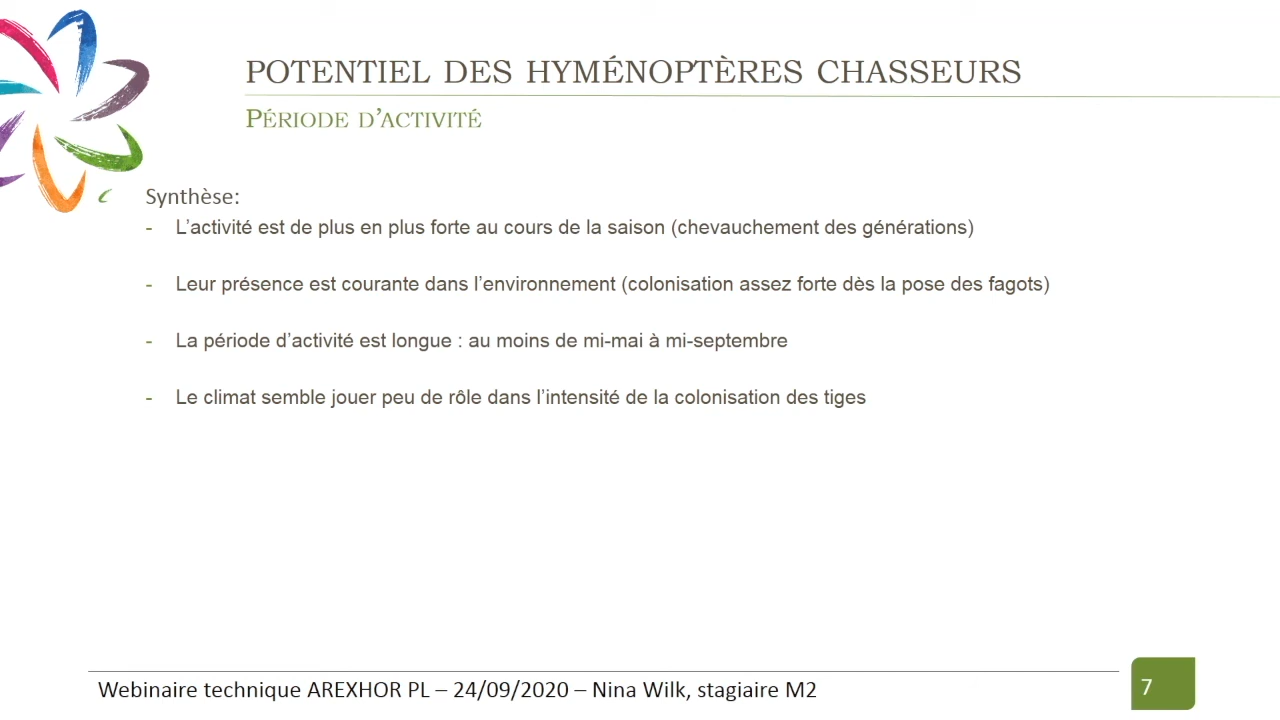 POTENTIEL DES HYMÉNOPTÈRES CHASSEURS
PÉRIODE D’ACTIVITÉ
Synthèse:
- L’activité est de plus en plus forte au cours de la saison (chevauchement des générations)
- Leur présence est courante dans l’environnement (colonisation assez forte dès la pose des fagots)
- La période d’activité est longue : au moins de mi-mai à mi-septembre
- Le climat semble jouer peu de rôle dans l’intensité de la colonisation des tiges
Webinaire technique AREXHOR PL – 24/09/2020 – Nina Wilk, stagiaire M2
7